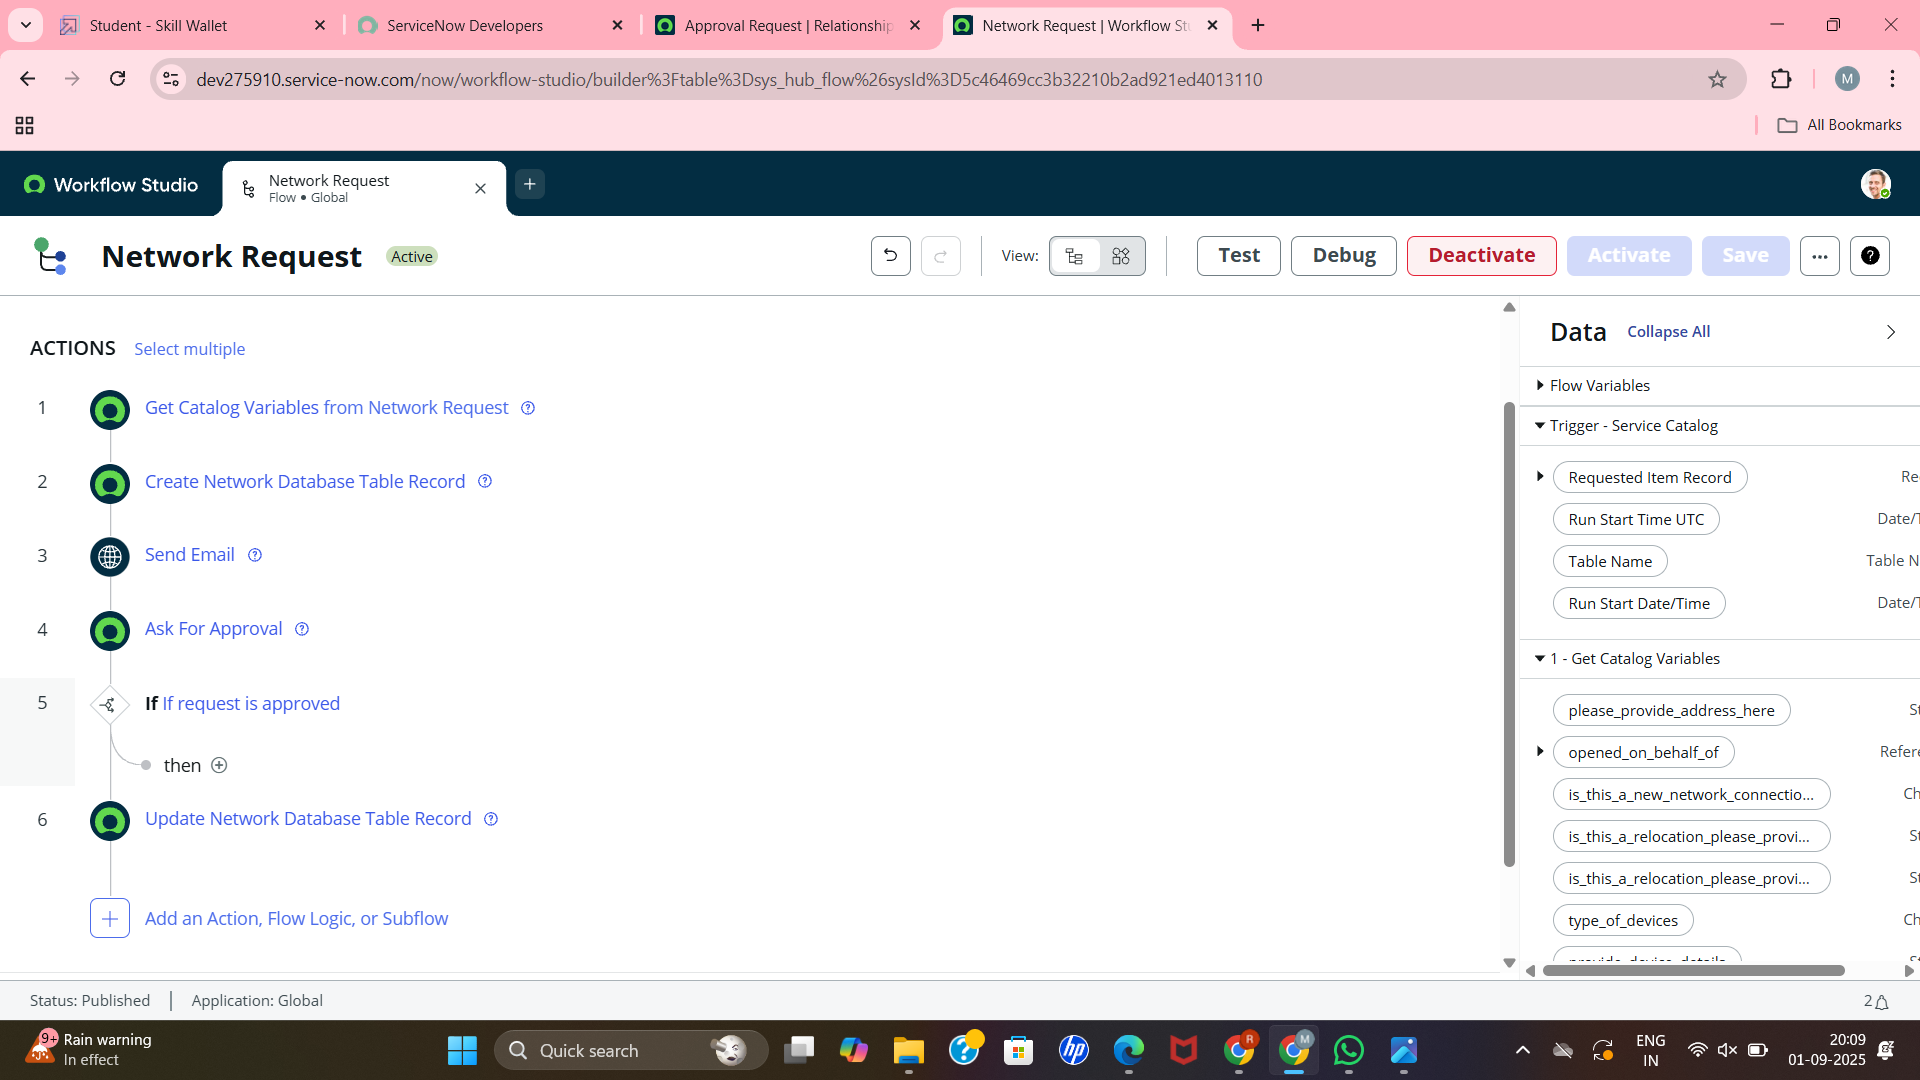 Student - Skill Wallet
ServiceNow Developers
Approval Request | Relationship
Network Request | Workflow St
dev275910.service-now.com/now/workflow-studio/builder%3Ftable%3Dsys_hub_flow%26sysId%3D5c46469cc3b32210b2ad921ed4013110
M
All Bookmarks
Workflow Studio
Network Request
Flow • Global
Network Request
Active
View:
Test
Debug
Deactivate
Activate
Save
ACTIONS
Select multiple
1
Get Catalog Variables from Network Request
2
Create Network Database Table Record
3
Send Email
4
Ask For Approval
5
If If request is approved
then
6
Update Network Database Table Record
Add an Action, Flow Logic, or Subflow
Data
Collapse All
Flow Variables
Trigger - Service Catalog
Requested Item Record
Re
Run Start Time UTC
Date/T
Table Name
Table N
Run Start Date/Time
Date/T
1 - Get Catalog Variables
please_provide_address_here
St
opened_on_behalf_of
Refere
is_this_a_new_network_connectio...
Ch
is_this_a_relocation_please_provi...
St
is_this_a_relocation_please_provi...
St
type_of_devices
Ch
provide_device_details
St
Status: Published
Application: Global
2
9+
Rain warning
In effect
Quick search
hp
R
M
ENG
IN
20:09
01-09-2025